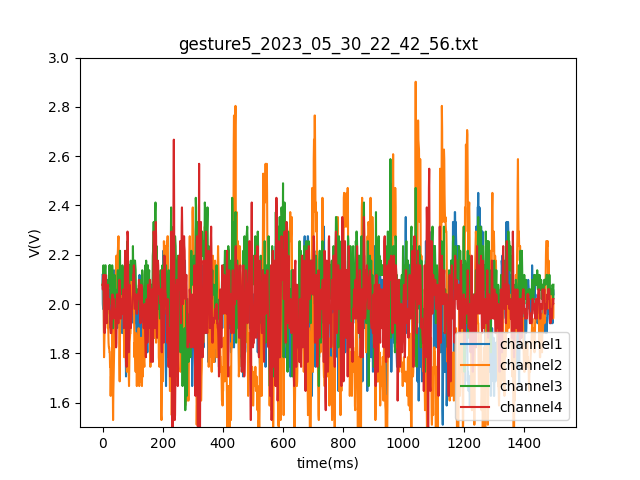 gesture5_2023_05_30_22_42_56.txt
3.0
2.8
2.6
2.4
2.2
2.0
1.8
1.6
V(V)
channel1
channel2
channel3
channel4
0 200 400 600 800 1000 1200 1400
time(ms)